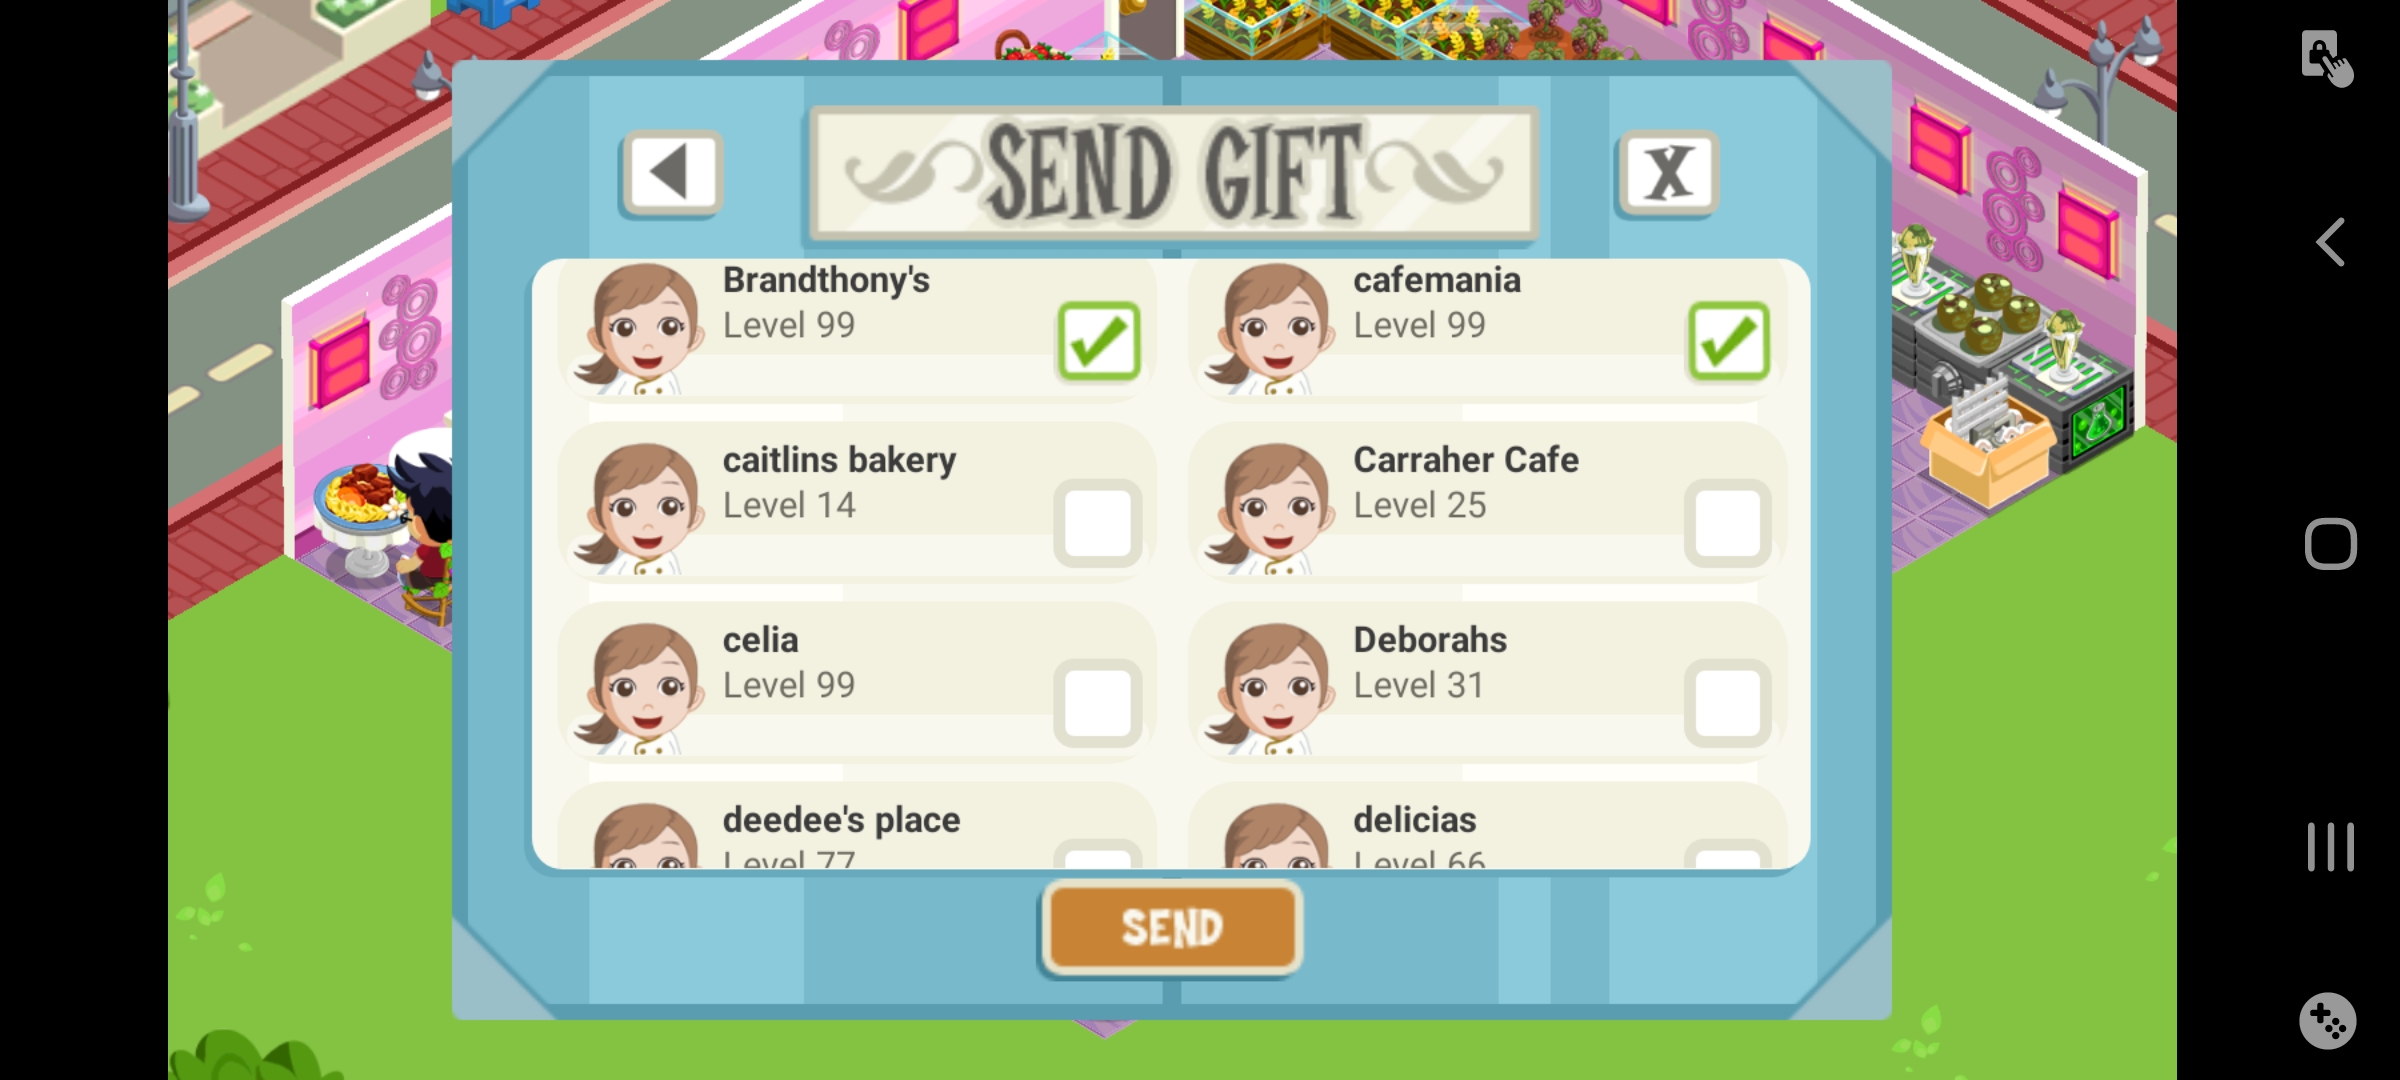 SEND GIFT
X
Brandthony's
Level 99
cafemania
Level 99
caitlins bakery
Level 14
Carraher Cafe
Level 25
celia
Level 99
Deborahs
Level 31
deedee's place
Level 77
delicias
Level 66
SEND